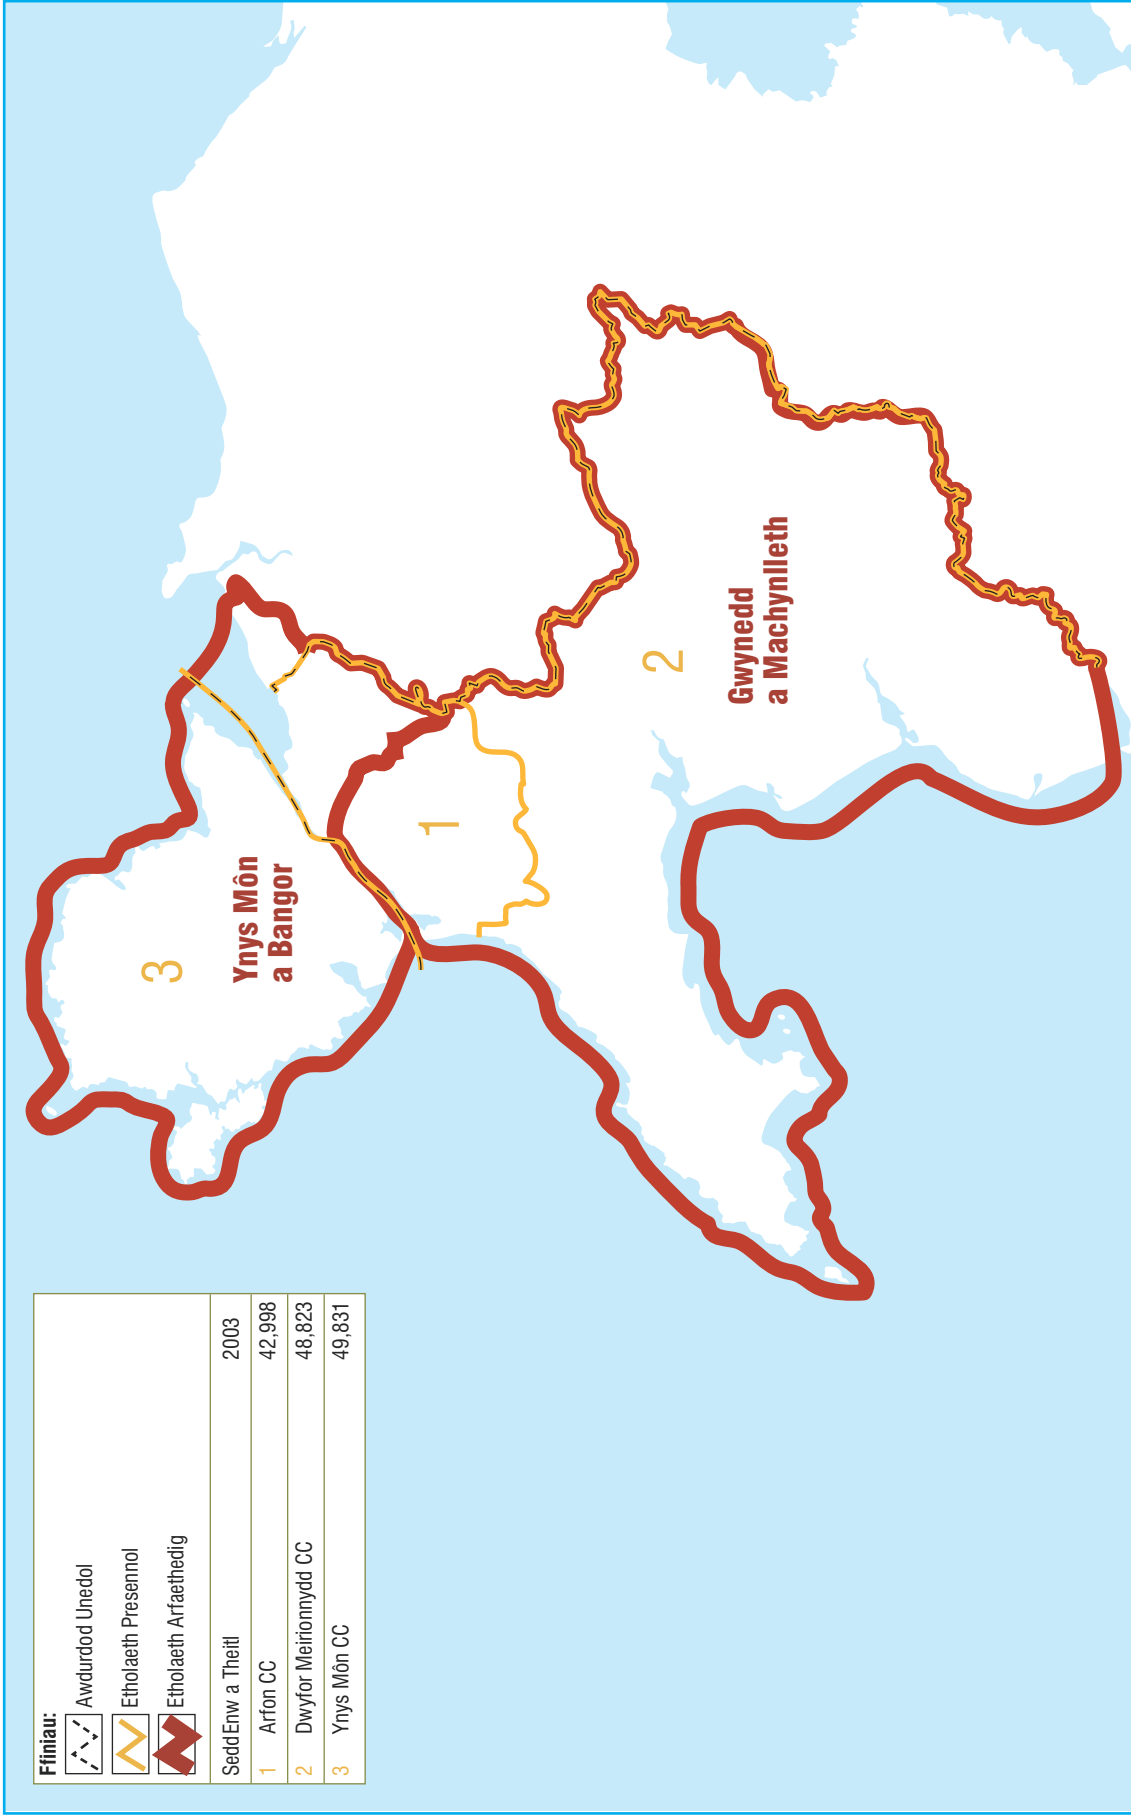 Ffiniau:
Awdurdod Unedol
Etholaeth Presennol
Etholaeth Arfaethedig
Sedd Enw a Theitl 2003
1 Arfon CC 42,998
2 Dwyfor Meirionnydd CC 48,823
3 Ynys Môn CC 49,831
3
Ynys Môn
a Bangor
1
2
Gwynedd
a Machynlleth